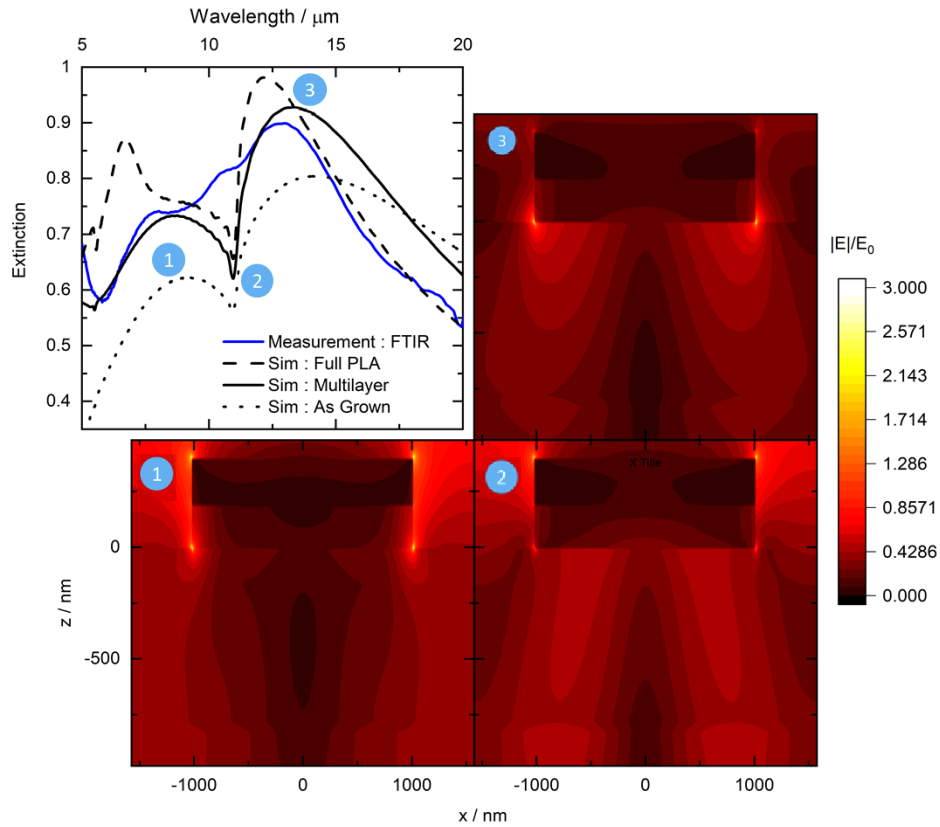 Wavelength / μm
5 10 15 20
1
0.9
0.8
0.7
0.6
0.5
0.4
Extinction
1
2
3
Measurement : FTIR
Sim : Full PLA
Sim : Multilayer
Sim : As Grown
3
|E|/E0
3.000
2.571
2.143
1.714
1.286
0.8571
0.4286
0.000
1
2
X Title
0
-500
z / nm
-1000 0 1000
-1000 0 1000
x / nm